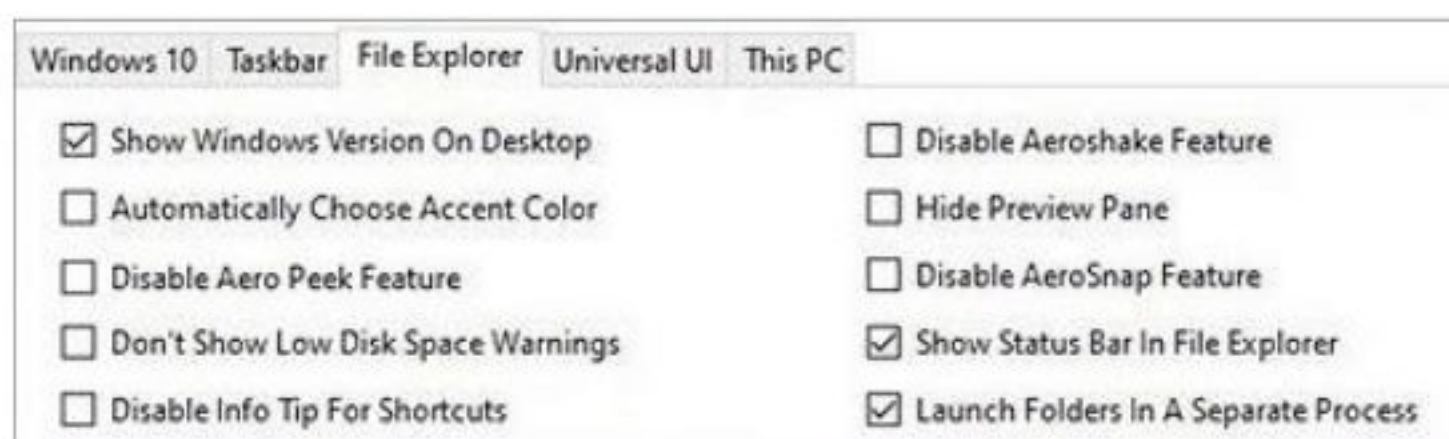 Windows 10 Taskbar File Explorer Universal UI This PC
Show Windows Version On Desktop
Automatically Choose Accent Color
Disable Aero Peek Feature
Don't Show Low Disk Space Warnings
Disable Info Tip For Shortcuts
Disable Aeroshake Feature
Hide Preview Pane
Disable AeroSnap Feature
Show Status Bar In File Explorer
Launch Folders In A Separate Process